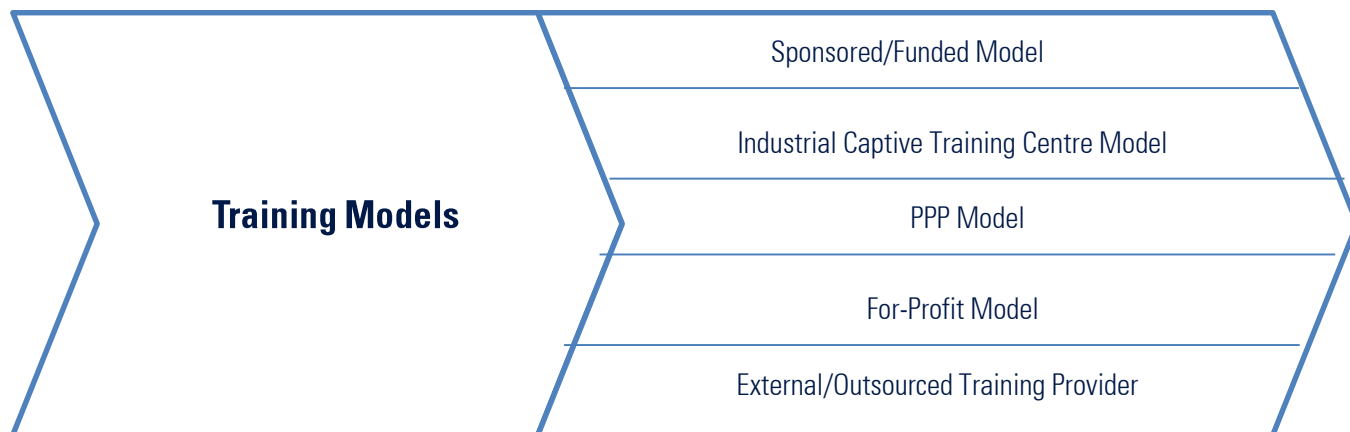 Sponsored/Funded Model
Industrial Captive Training Centre Model
Training Models
PPP Model
For-Profit Model
External/Outsourced Training Provider